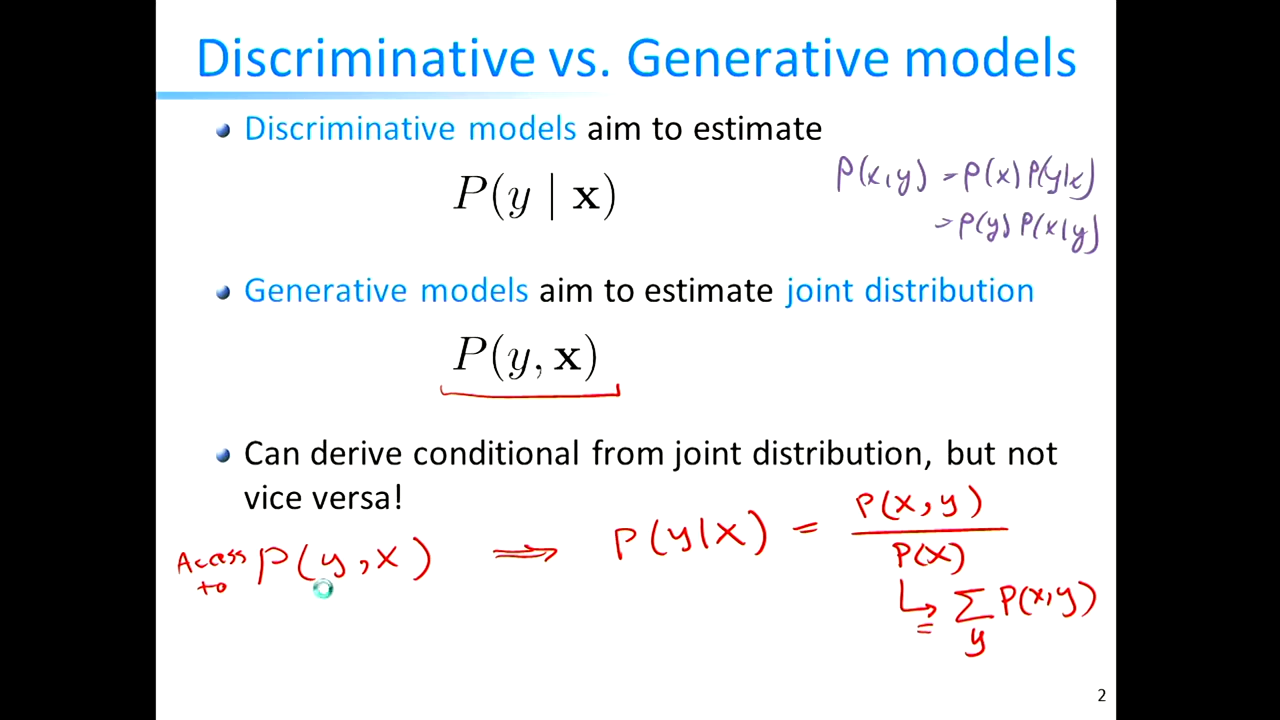 Discriminative vs. Generative models
Discriminative models aim to estimate
P(y | x)
P(x,y) = P(x) P(y|x)
= P(y) P(x|y)
Generative models aim to estimate joint distribution
P(y, x)
Can derive conditional from joint distribution, but not
vice versa!
Access to P(y,x) ⟹ P(y|x) = P(x,y) / P(x)
↳ = Σ_y P(x,y)
2